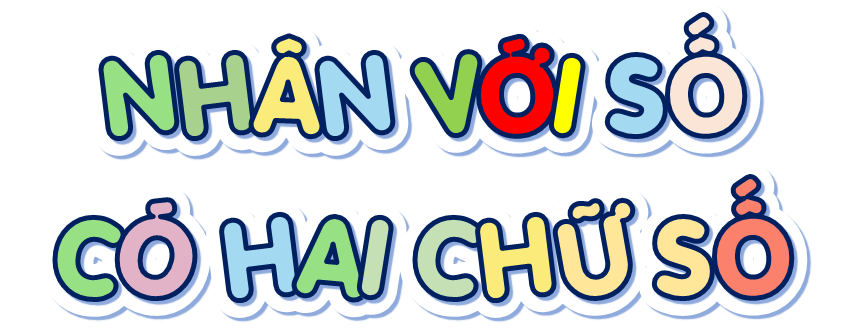 NHÂN VỚI SỐ
CÓ HAI CHỮ SỐ